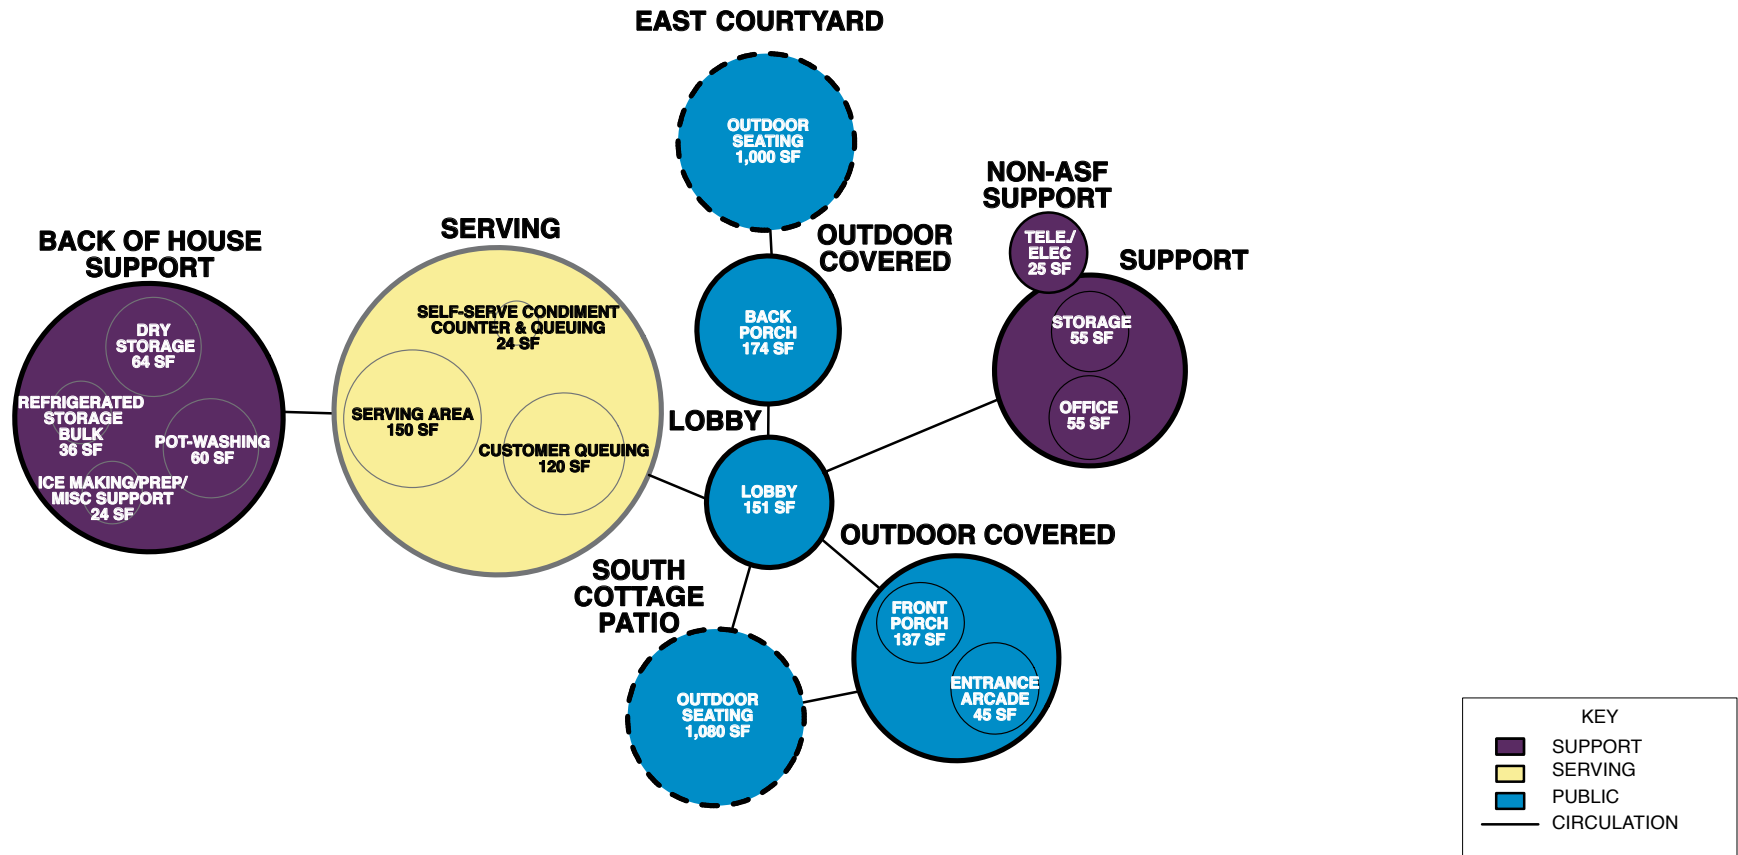 EAST COURTYARD
OUTDOOR
SEATING
1,000 SF
NON-ASF
SUPPORT
TELE./
ELEC
25 SF
SUPPORT
STORAGE
55 SF
OFFICE
55 SF
OUTDOOR
COVERED
BACK
PORCH
174 SF
SERVING
SELF-SERVE CONDIMENT
COUNTER & QUEUING
24 SF
SERVING AREA
150 SF
CUSTOMER QUEUING
120 SF
BACK OF HOUSE
SUPPORT
DRY
STORAGE
64 SF
REFRIGERATED
STORAGE
BULK
36 SF
POT-WASHING
60 SF
ICE MAKING/PREP/
MISC SUPPORT
24 SF
LOBBY
LOBBY
151 SF
OUTDOOR COVERED
FRONT
PORCH
137 SF
ENTRANCE
ARCADE
45 SF
SOUTH
COTTAGE
PATIO
OUTDOOR
SEATING
1,080 SF
KEY
SUPPORT
SERVING
PUBLIC
CIRCULATION